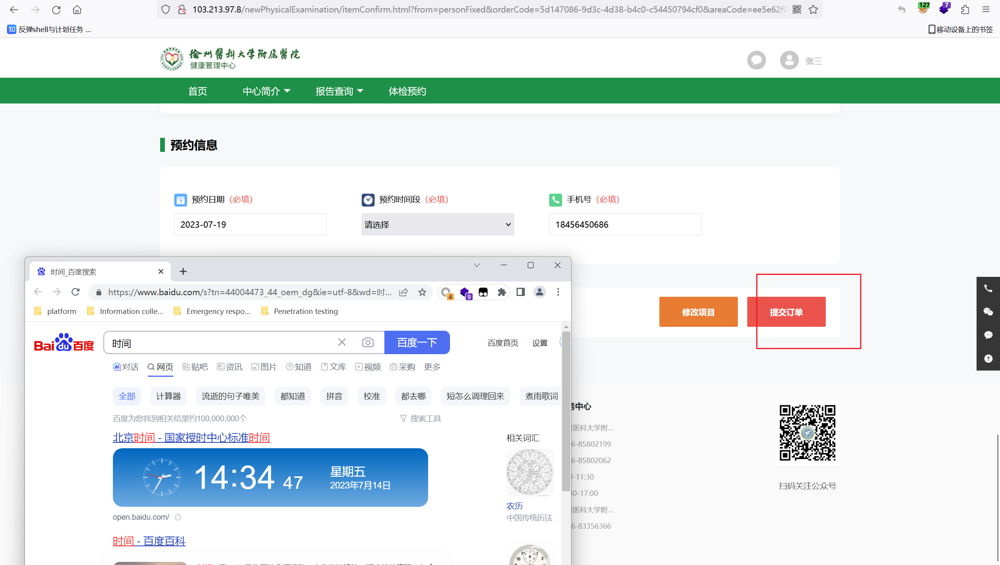 103.213.97.8/newPhysicalExamination/itemConfirm.html?from=personFixed&orderCode=5d147086-9d3c-4d38-b4c0-c54450794cf0&areaCode=ee5e62f0
127
7
知 反弹shell与计划任务 ...
移动设备上的书签
徐州醫科大学附属醫院
健康管理中心
张三
首页 中心简介 报告查询 体检预约
预约信息
7 预约日期 (必填) 预约时间段 (必填) 手机号 (必填)
2023-07-19 请选择 18456450686
时间_百度搜索
https://www.baidu.com/s?tn=44004473_44_oem_dg&ie=utf-8&wd=时... 4 9
platform Information colle... Emergency respo... Penetration testing
修改项目 提交订单
Bai du 百度 时间 百度一下 百度首页 设置
Ai 对话 网页 贴 贴吧 资讯 图片 知道 文库 视频 采购 更多
全部 计算器 流逝的句子唯美 都知道 拼音 校准 都去哪 短怎么调理回来 煮雨歌词
百度为您找到相关结果约100,000,000个 搜索工具
北京时间 - 国家授时中心标准时间
14:34 47 星期五
2023年7月14日
open.baidu.com/
时间 - 百度百科
相关词汇
农历
中国传统历法
11 1
10 2
务中心
医科大学附...
6-85802199
6-85802062
-11:30
30-17:00
医科大学附...
6-83356366
扫码关注公众号